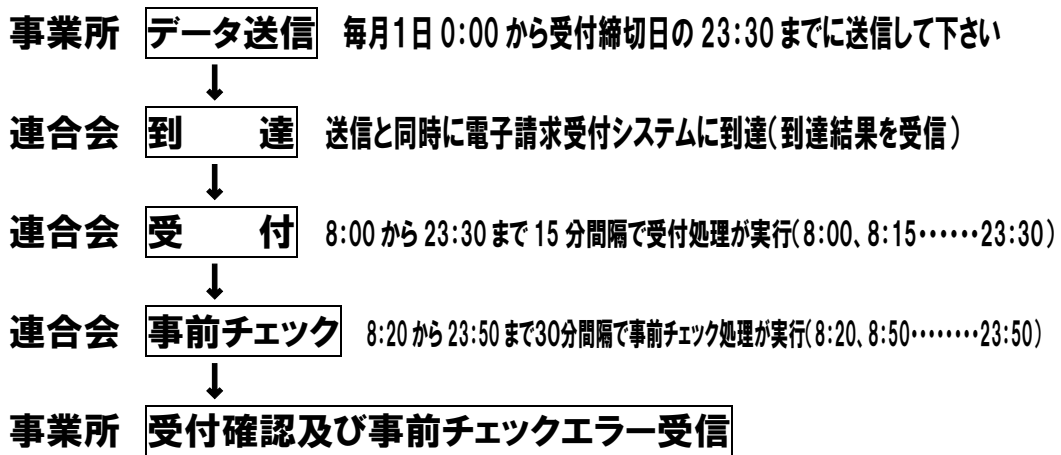 事業所 データ送信 毎月1日 0:00 から受付締切日の 23:30 までに送信して下さい
↓
連合会 到 達 送信と同時に電子請求受付システムに到達(到達結果を受信)
↓
連合会 受 付 8:00 から 23:30 まで 15 分間隔で受付処理が実行(8:00、8:15……23:30)
↓
連合会 事前チェック 8:20 から 23:50 まで30分間隔で事前チェック処理が実行(8:20、8:50………23:50)
↓
事業所 受付確認及び事前チェックエラー受信